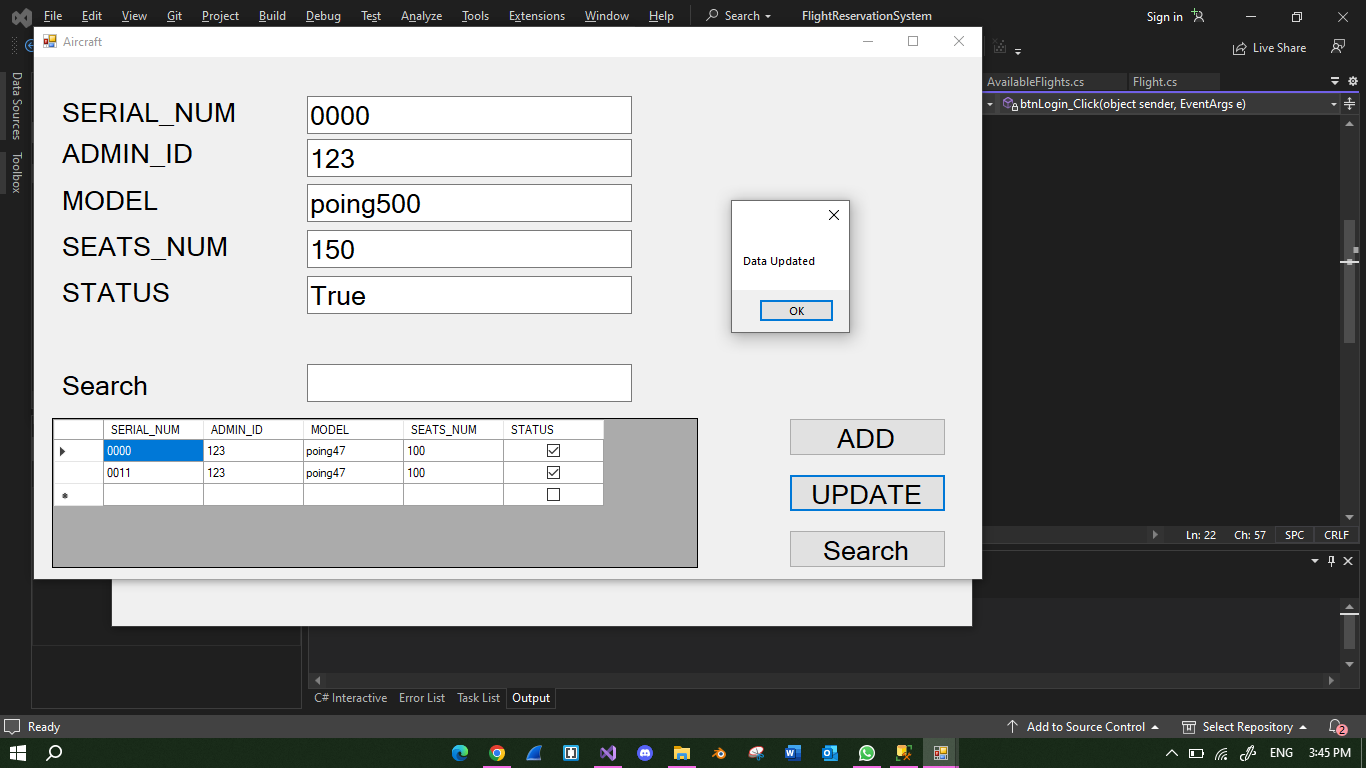 File Edit View Git Project Build Debug Test Analyze Tools Extensions Window Help Search FlightReservationSystem Sign in
Aircraft
Live Share
Data Sources
Toolbox
AvailableFlights.cs Flight.cs
btnLogin_Click(object sender, EventArgs e)
SERIAL_NUM 0000
ADMIN_ID 123
MODEL poing500
SEATS_NUM 150
STATUS True
Data Updated
OK
Search
SERIAL_NUM ADMIN_ID MODEL SEATS_NUM STATUS
0000 123 poing47 100
0011 123 poing47 100
ADD
UPDATE
Search
Ln: 22 Ch: 57 SPC CRLF
C# Interactive Error List Task List Output
Ready Add to Source Control Select Repository 2
ENG 3:45 PM